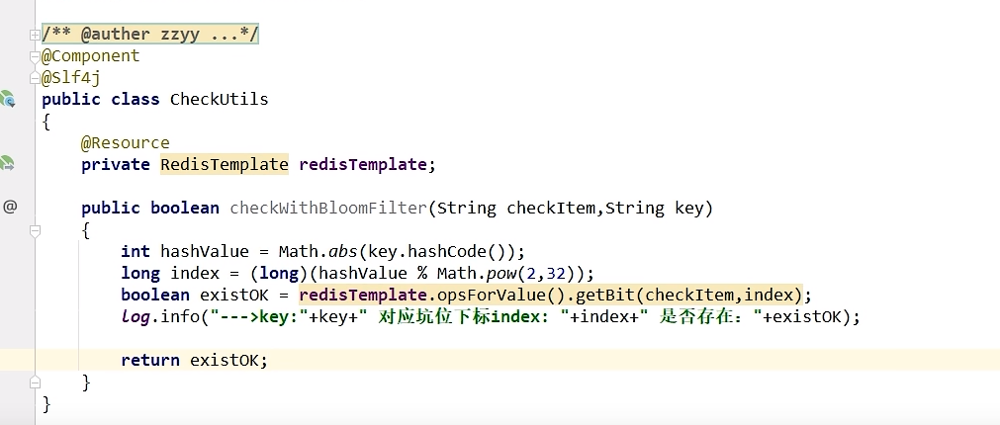 /** @auther zzyy ...*/
@Component
@Slf4j
public class CheckUtils
{
    @Resource
    private RedisTemplate redisTemplate;
@
    public boolean checkWithBloomFilter(String checkItem,String key)
    {
        int hashValue = Math.abs(key.hashCode());
        long index = (long)(hashValue % Math.pow(2,32));
        boolean existOK = redisTemplate.opsForValue().getBit(checkItem,index);
        log.info("--->key:"+key+" 对应坑位下标index: "+index+" 是否存在："+existOK);
        return existOK;
    }
}